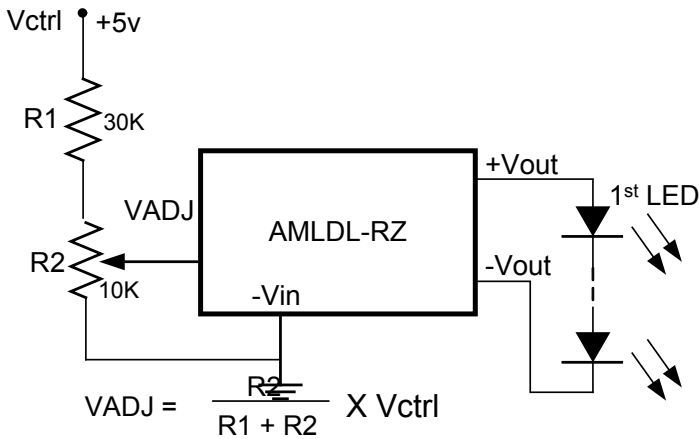 Vctrl +5v
R1 30K
VADJ
R2 10K
AMLDL-RZ
-Vin
+Vout
-Vout
1st LED
R2
VADJ = X Vctrl
R1 + R2